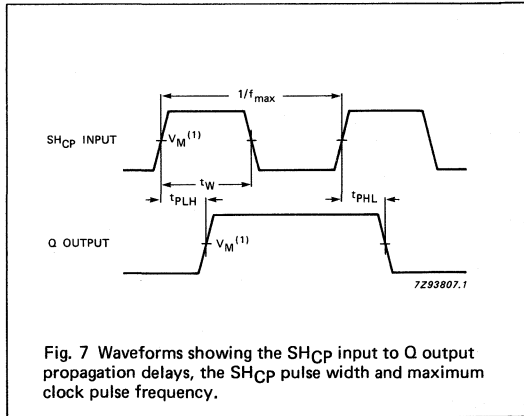 1/fmax
SHCP INPUT
VM(1)
tW
tPLH
tPHL
Q OUTPUT
VM(1)
7Z93807.1
Fig. 7 Waveforms showing the SHCP input to Q output
propagation delays, the SHCP pulse width and maximum
clock pulse frequency.